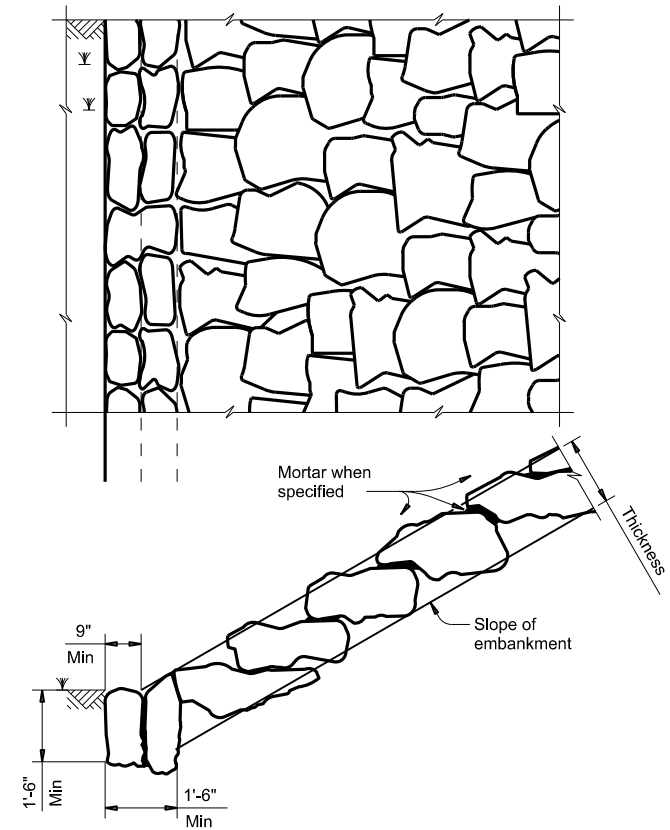 Mortar when
specified
Thickness
Slope of
embankment
9"
Min
1'-6"
Min
1'-6"
Min